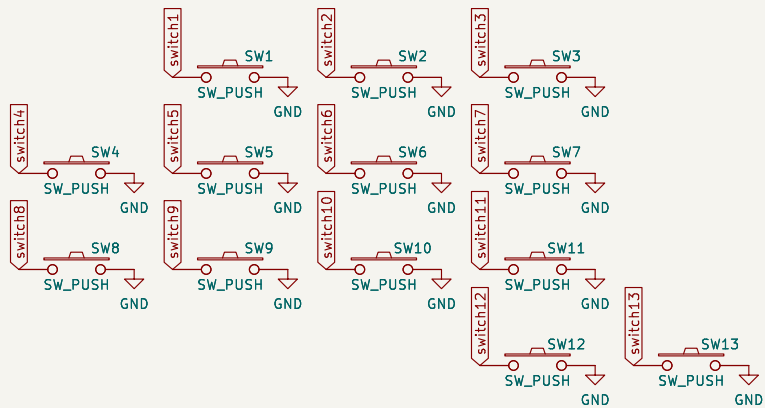 switch1 SW1 switch2 SW2 switch3 SW3
SW_PUSH SW_PUSH SW_PUSH
GND GND GND
switch4 SW4 switch5 SW5 switch6 SW6 switch7 SW7
SW_PUSH SW_PUSH SW_PUSH SW_PUSH
GND GND GND GND
switch8 SW8 switch9 SW9 switch10 SW10 switch11 SW11
SW_PUSH SW_PUSH SW_PUSH SW_PUSH
GND GND GND GND
switch12 SW12 switch13 SW13
SW_PUSH SW_PUSH
GND GND